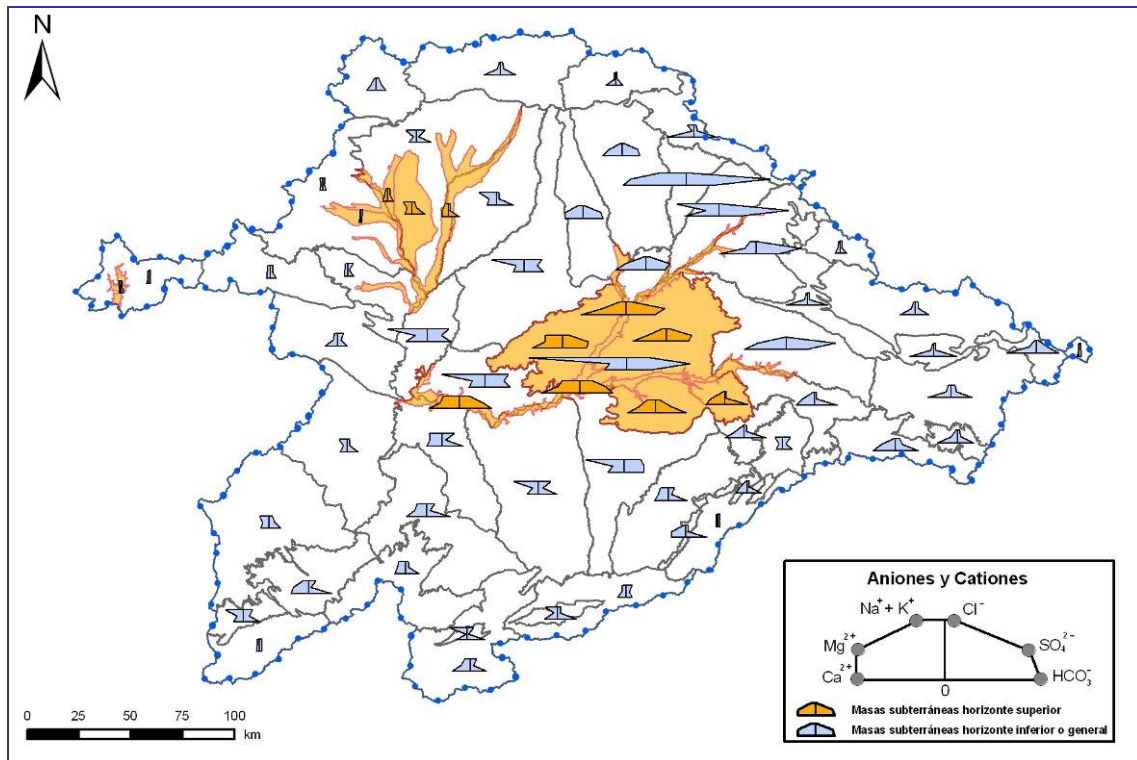 N
Aniones y Cationes
Na⁺ + K⁺ Cl⁻
Mg²⁺ SO₄²⁻
Ca²⁺ HCO₃⁻
0
Masas subterráneas horizonte superior
Masas subterráneas horizonte inferior o general
0 25 50 75 100
km